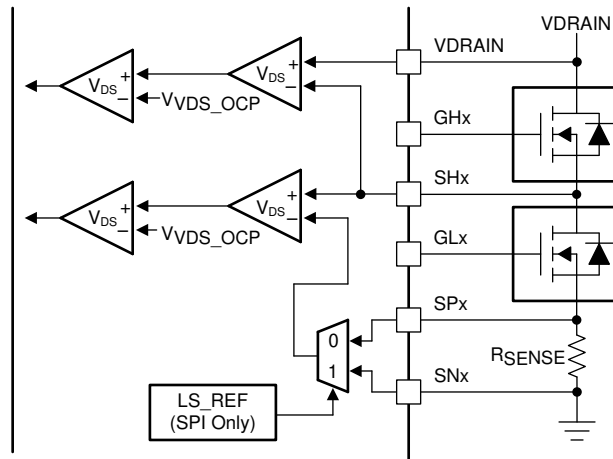 VDRAIN
VDRAIN
VDS + −
VVDS_OCP
VDS + −
GHx
SHx
VDS + −
VVDS_OCP
VDS + −
GLx
SPx
0
1
RSENSE
SNx
LS_REF
(SPI Only)